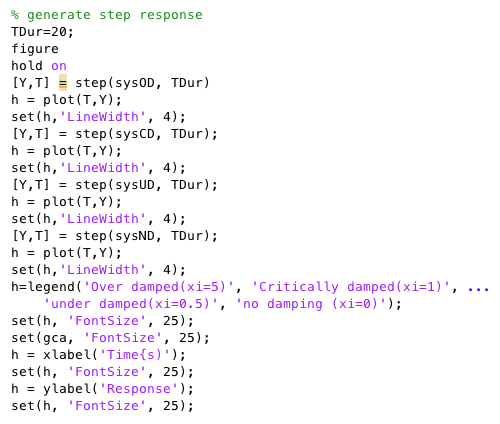 % generate step response
TDur=20;
figure
hold on
[Y,T] = step(sysOD, TDur)
h = plot(T,Y);
set(h,'LineWidth', 4);
[Y,T] = step(sysCD, TDur);
h = plot(T,Y);
set(h,'LineWidth', 4);
[Y,T] = step(sysUD, TDur);
h = plot(T,Y);
set(h,'LineWidth', 4);
[Y,T] = step(sysND, TDur);
h = plot(T,Y);
set(h,'LineWidth', 4);
h=legend('Over damped(xi=5)', 'Critically damped(xi=1)', ...
    'under damped(xi=0.5)', 'no damping (xi=0)');
set(h, 'FontSize', 25);
set(gca, 'FontSize', 25);
h = xlabel('Time{s)');
set(h, 'FontSize', 25);
h = ylabel('Response');
set(h, 'FontSize', 25);